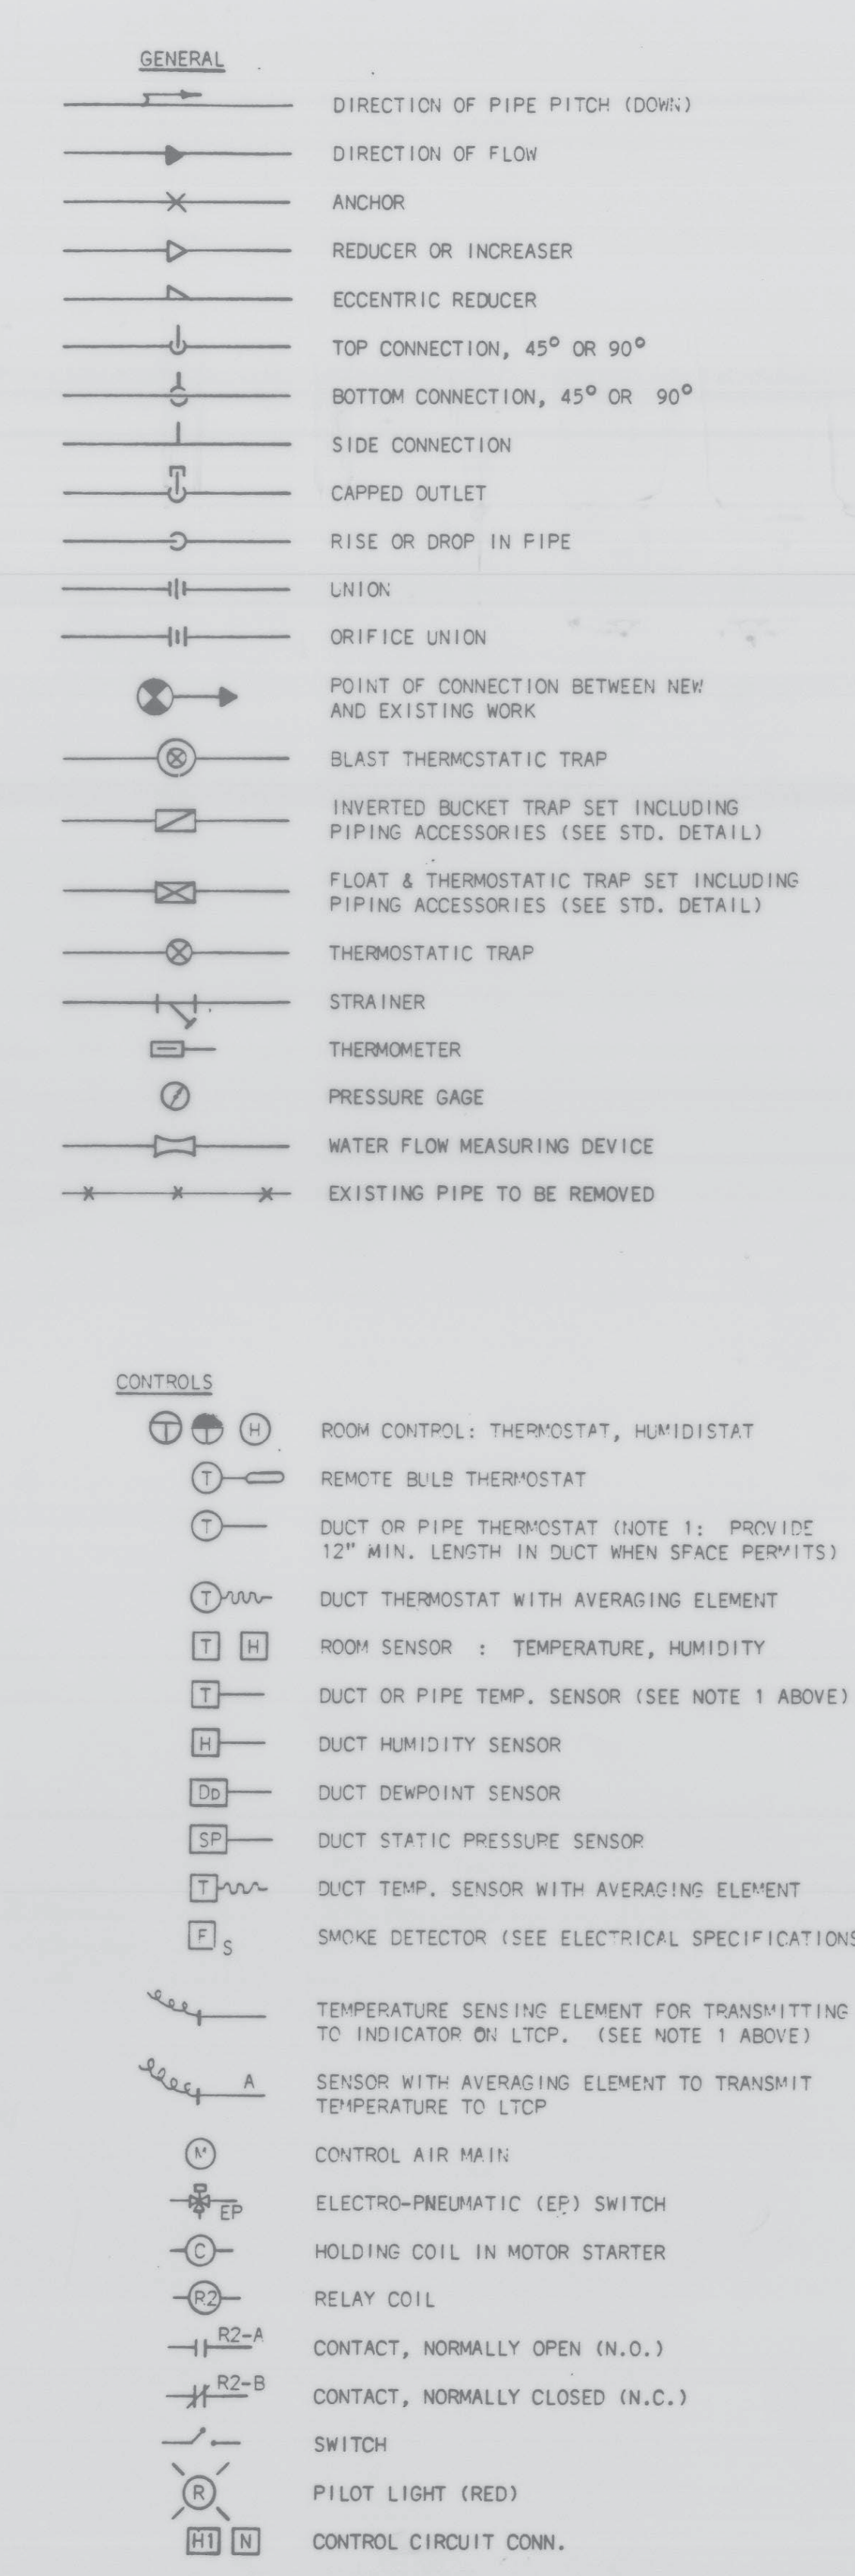 GENERAL
DIRECTION OF PIPE PITCH (DOWN)
DIRECTION OF FLOW
ANCHOR
REDUCER OR INCREASER
ECCENTRIC REDUCER
TOP CONNECTION, 45° OR 90°
BOTTOM CONNECTION, 45° OR 90°
SIDE CONNECTION
CAPPED OUTLET
RISE OR DROP IN PIPE
UNION
ORIFICE UNION
POINT OF CONNECTION BETWEEN NEW
AND EXISTING WORK
BLAST THERMOSTATIC TRAP
INVERTED BUCKET TRAP SET INCLUDING
PIPING ACCESSORIES (SEE STD. DETAIL)
FLOAT & THERMOSTATIC TRAP SET INCLUDING
PIPING ACCESSORIES (SEE STD. DETAIL)
THERMOSTATIC TRAP
STRAINER
THERMOMETER
PRESSURE GAGE
WATER FLOW MEASURING DEVICE
EXISTING PIPE TO BE REMOVED
CONTROLS
T H ROOM CONTROL: THERMOSTAT, HUMIDISTAT
T REMOTE BULB THERMOSTAT
T DUCT OR PIPE THERMOSTAT (NOTE 1: PROVIDE
12" MIN. LENGTH IN DUCT WHEN SPACE PERMITS)
T DUCT THERMOSTAT WITH AVERAGING ELEMENT
T H ROOM SENSOR : TEMPERATURE, HUMIDITY
T DUCT OR PIPE TEMP. SENSOR (SEE NOTE 1 ABOVE)
H DUCT HUMIDITY SENSOR
DD DUCT DEWPOINT SENSOR
SP DUCT STATIC PRESSURE SENSOR
T DUCT TEMP. SENSOR WITH AVERAGING ELEMENT
F S SMOKE DETECTOR (SEE ELECTRICAL SPECIFICATIONS
TEMPERATURE SENSING ELEMENT FOR TRANSMITTING
TO INDICATOR ON LTCP. (SEE NOTE 1 ABOVE)
A SENSOR WITH AVERAGING ELEMENT TO TRANSMIT
TEMPERATURE TO LTCP
M CONTROL AIR MAIN
EP ELECTRO-PNEUMATIC (EP) SWITCH
C HOLDING COIL IN MOTOR STARTER
R2 RELAY COIL
R2-A CONTACT, NORMALLY OPEN (N.O.)
R2-B CONTACT, NORMALLY CLOSED (N.C.)
SWITCH
R PILOT LIGHT (RED)
H1 N CONTROL CIRCUIT CONN.